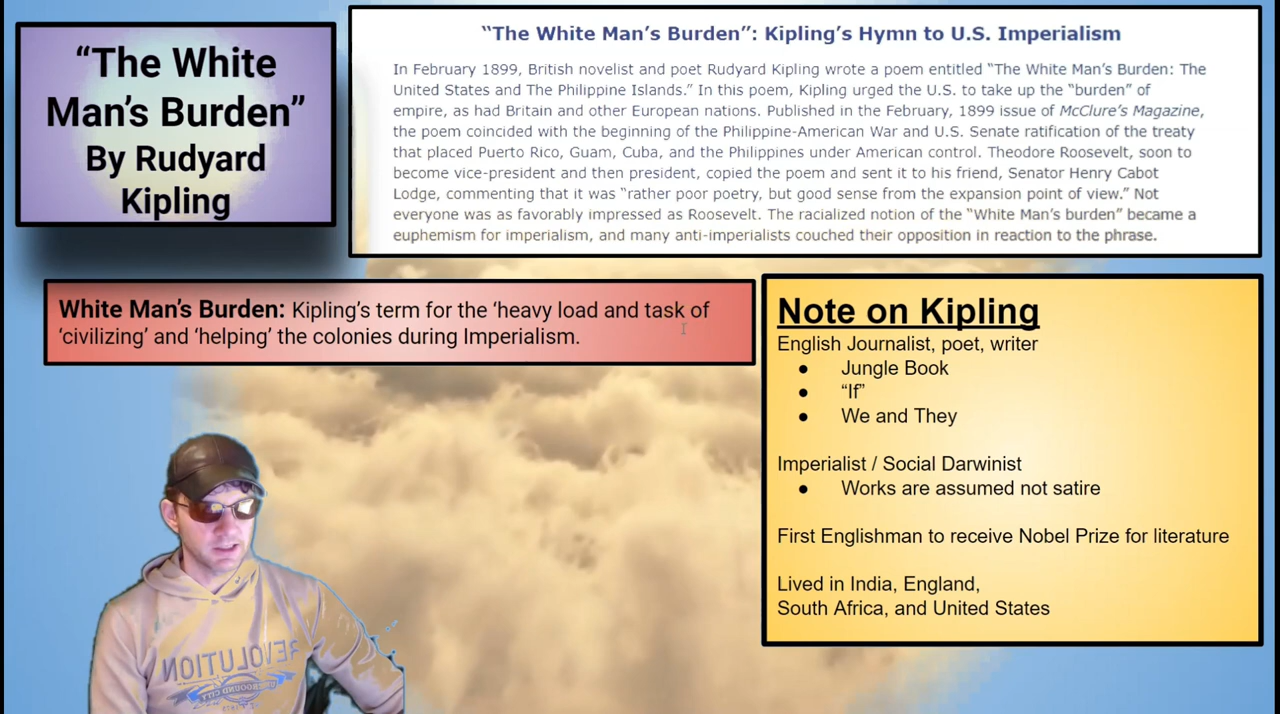 “The White
Man’s Burden”
By Rudyard
Kipling
“The White Man’s Burden”: Kipling’s Hymn to U.S. Imperialism
In February 1899, British novelist and poet Rudyard Kipling wrote a poem entitled “The White Man’s Burden: The
United States and The Philippine Islands.” In this poem, Kipling urged the U.S. to take up the “burden” of
empire, as had Britain and other European nations. Published in the February, 1899 issue of McClure’s Magazine,
the poem coincided with the beginning of the Philippine-American War and U.S. Senate ratification of the treaty
that placed Puerto Rico, Guam, Cuba, and the Philippines under American control. Theodore Roosevelt, soon to
become vice-president and then president, copied the poem and sent it to his friend, Senator Henry Cabot
Lodge, commenting that it was “rather poor poetry, but good sense from the expansion point of view.” Not
everyone was as favorably impressed as Roosevelt. The racialized notion of the “White Man’s burden” became a
euphemism for imperialism, and many anti-imperialists couched their opposition in reaction to the phrase.
White Man’s Burden: Kipling’s term for the ‘heavy load and task of
‘civilizing’ and ‘helping’ the colonies during Imperialism.
Note on Kipling
English Journalist, poet, writer
● Jungle Book
● “If”
● We and They
Imperialist / Social Darwinist
● Works are assumed not satire
First Englishman to receive Nobel Prize for literature
Lived in India, England,
South Africa, and United States
REVOLUTION